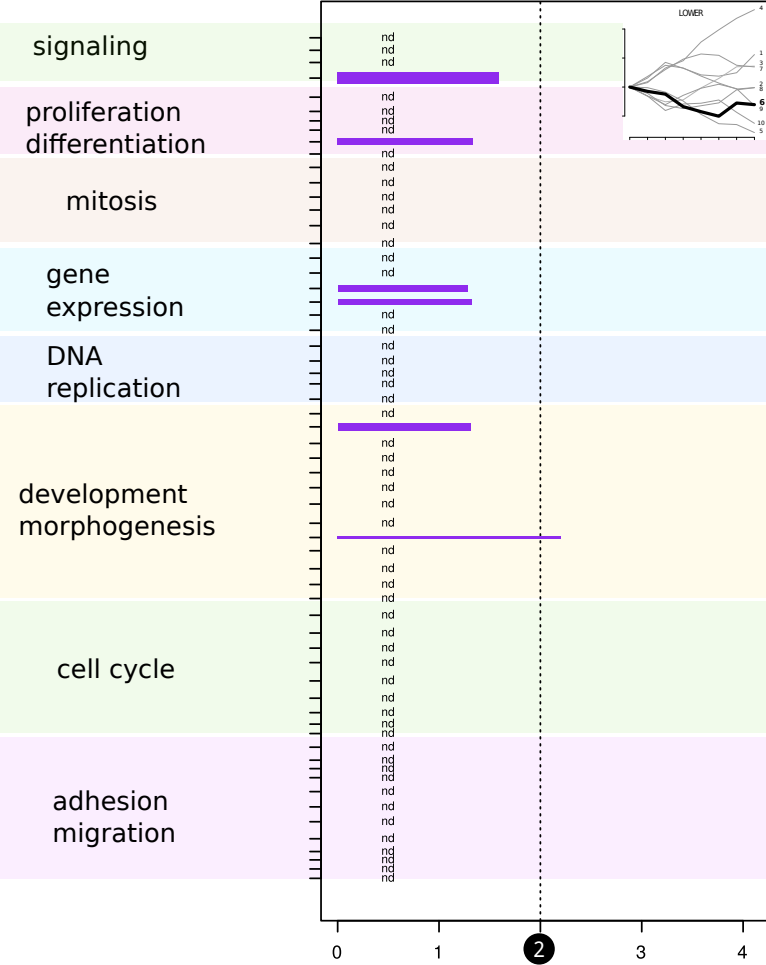 LOWER
4
1
3
7
2
8
6
9
10
5
signaling
nd
nd
nd
proliferation
differentiation
nd
nd
nd
nd
nd
mitosis
nd
nd
nd
nd
nd
nd
gene
expression
nd
nd
nd
nd
DNA
replication
nd
nd
nd
nd
nd
development
morphogenesis
nd
nd
nd
nd
nd
nd
nd
nd
nd
nd
nd
cell cycle
nd
nd
nd
nd
nd
nd
nd
nd
nd
adhesion
migration
nd
nd
nd
nd
nd
nd
nd
nd
nd
nd
nd
nd
0 1 2 3 4